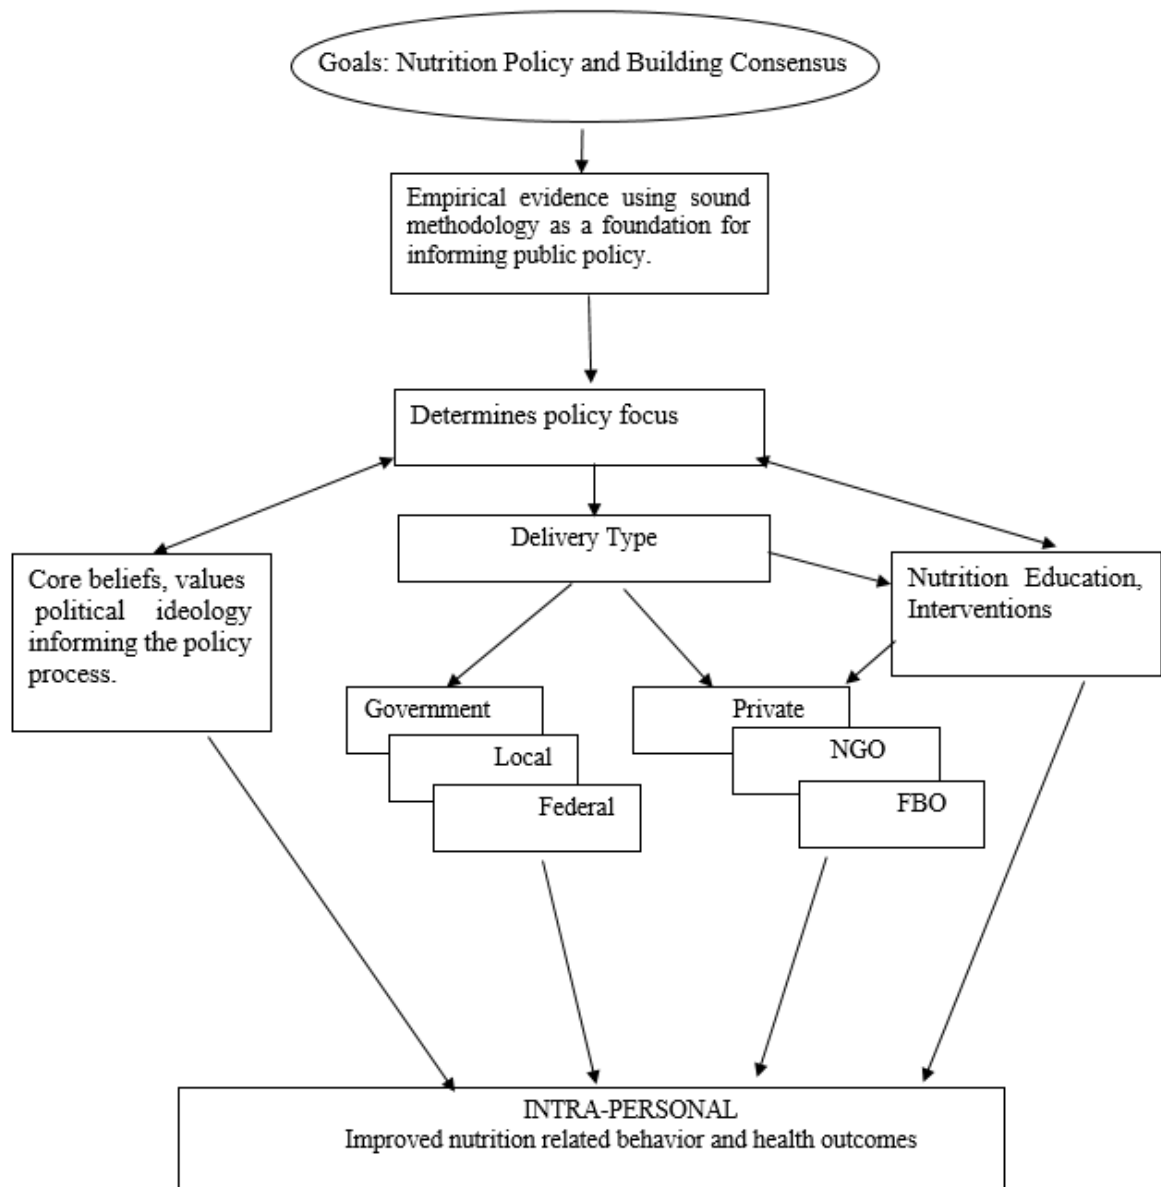 Goals: Nutrition Policy and Building Consensus
Empirical evidence using sound
methodology as a foundation for
informing public policy.
Determines policy focus
Delivery Type
Core beliefs, values
political ideology
informing the policy
process.
Nutrition Education,
Interventions
Government
Local
Federal
Private
NGO
FBO
INTRA-PERSONAL
Improved nutrition related behavior and health outcomes